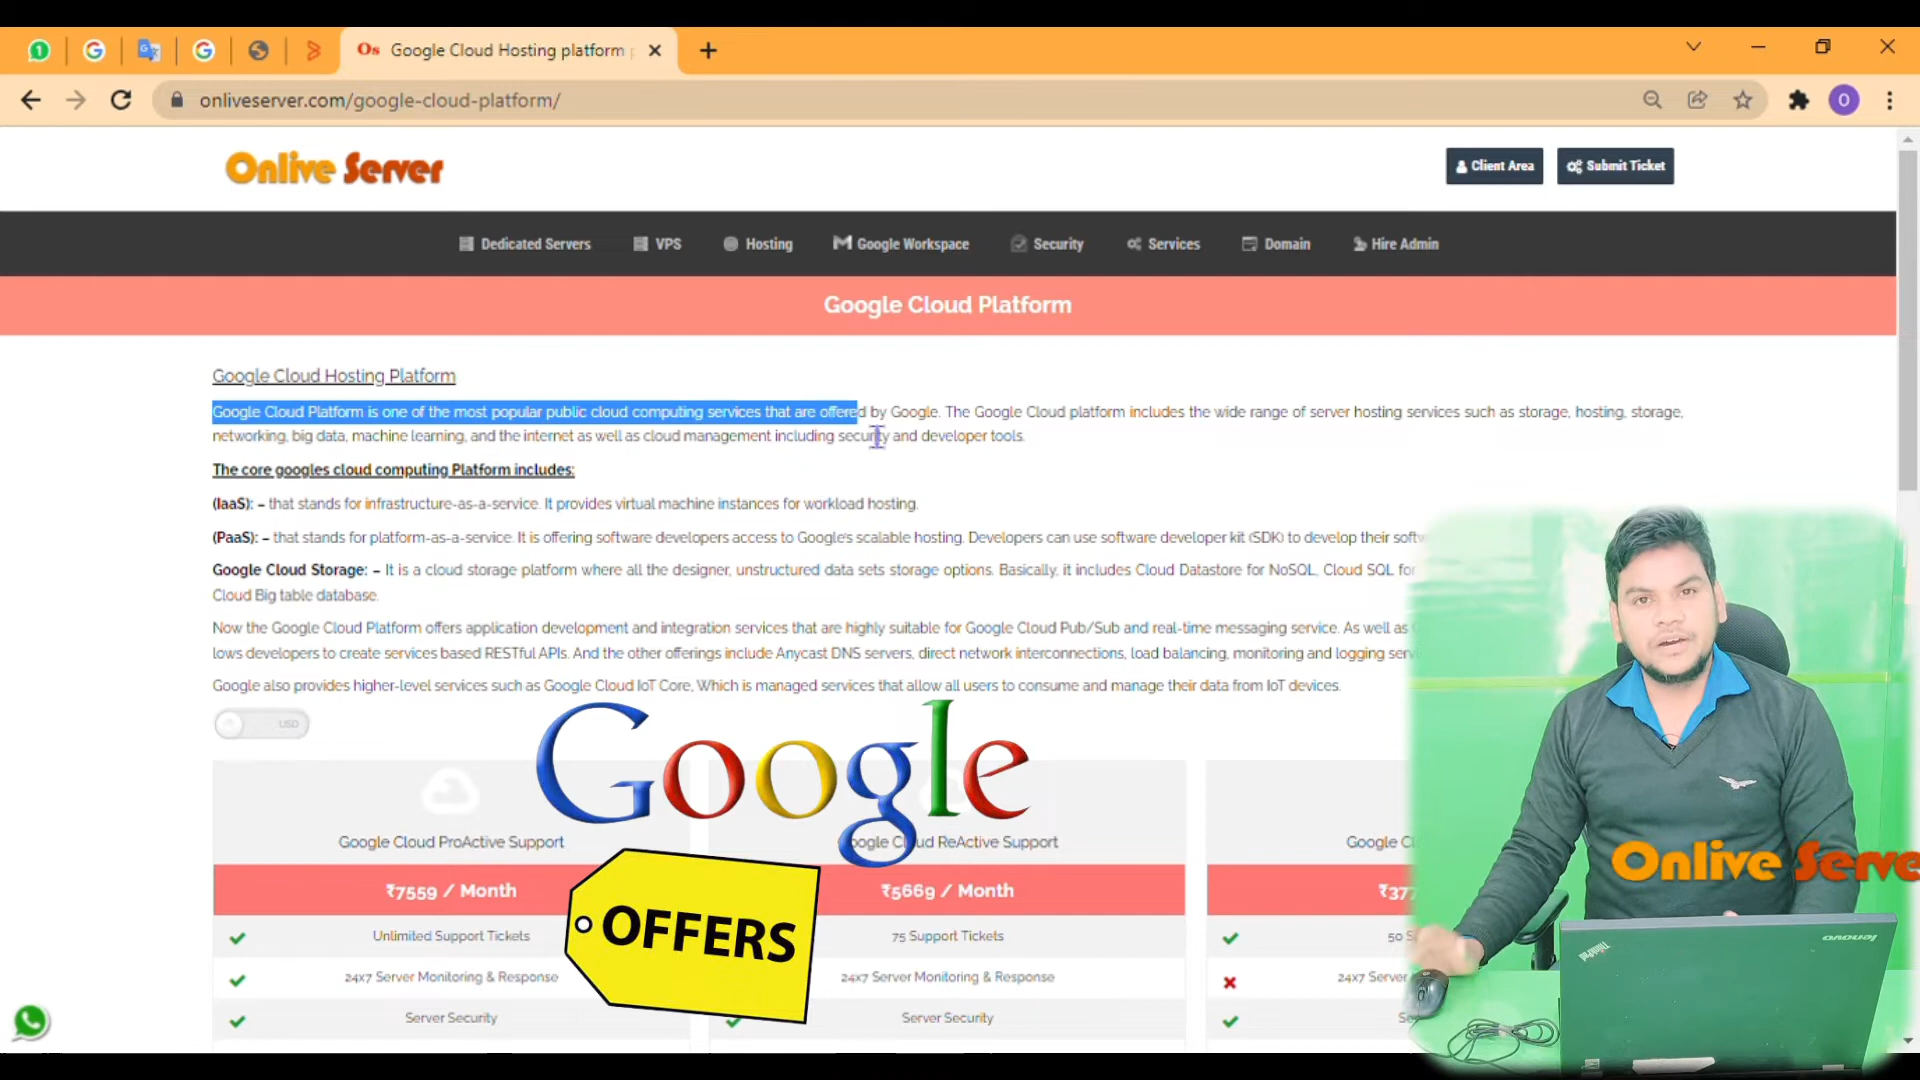 Os Google Cloud Hosting platform
onliveserver.com/google-cloud-platform/
O
Onlive Server
Client Area
Submit Ticket
Dedicated Servers
VPS
Hosting
Google Workspace
Security
Services
Domain
Hire Admin
Google Cloud Platform
Google Cloud Hosting Platform
Google Cloud Platform is one of the most popular public cloud computing services that are offered by Google. The Google Cloud platform includes the wide range of server hosting services such as storage, hosting, storage,
networking, big data, machine learning, and the internet as well as cloud management including security and developer tools.
The core googles cloud computing Platform includes:
(IaaS): – that stands for infrastructure-as-a-service. It provides virtual machine instances for workload hosting.
(PaaS): – that stands for platform-as-a-service. It is offering software developers access to Google's scalable hosting. Developers can use software developer kit (SDK) to develop their
Google Cloud Storage: – It is a cloud storage platform where all the designer, unstructured data sets storage options. Basically, it includes Cloud Datastore for NoSQL, Cloud SQL for
Cloud Big table database.
Now the Google Cloud Platform offers application development and integration services that are highly suitable for Google Cloud Pub/Sub and real-time messaging service. As well as
lows developers to create services based RESTful APIs. And the other offerings include Anycast DNS servers, direct network interconnections, load balancing, monitoring and logging
Google also provides higher-level services such as Google Cloud IoT Core, Which is managed services that allow all users to consume and manage their data from IoT devices.
USD
Google
Google Cloud ProActive Support
Cloud ReActive Support
Google
₹7559 / Month
₹5669 / Month
OFFERS
Unlimited Support Tickets
75 Support Tickets
50
24x7 Server Monitoring & Response
24x7 Server Monitoring & Response
24x7 Server
Server Security
Server Security
Onlive Serve
ThinkPad
lenovo